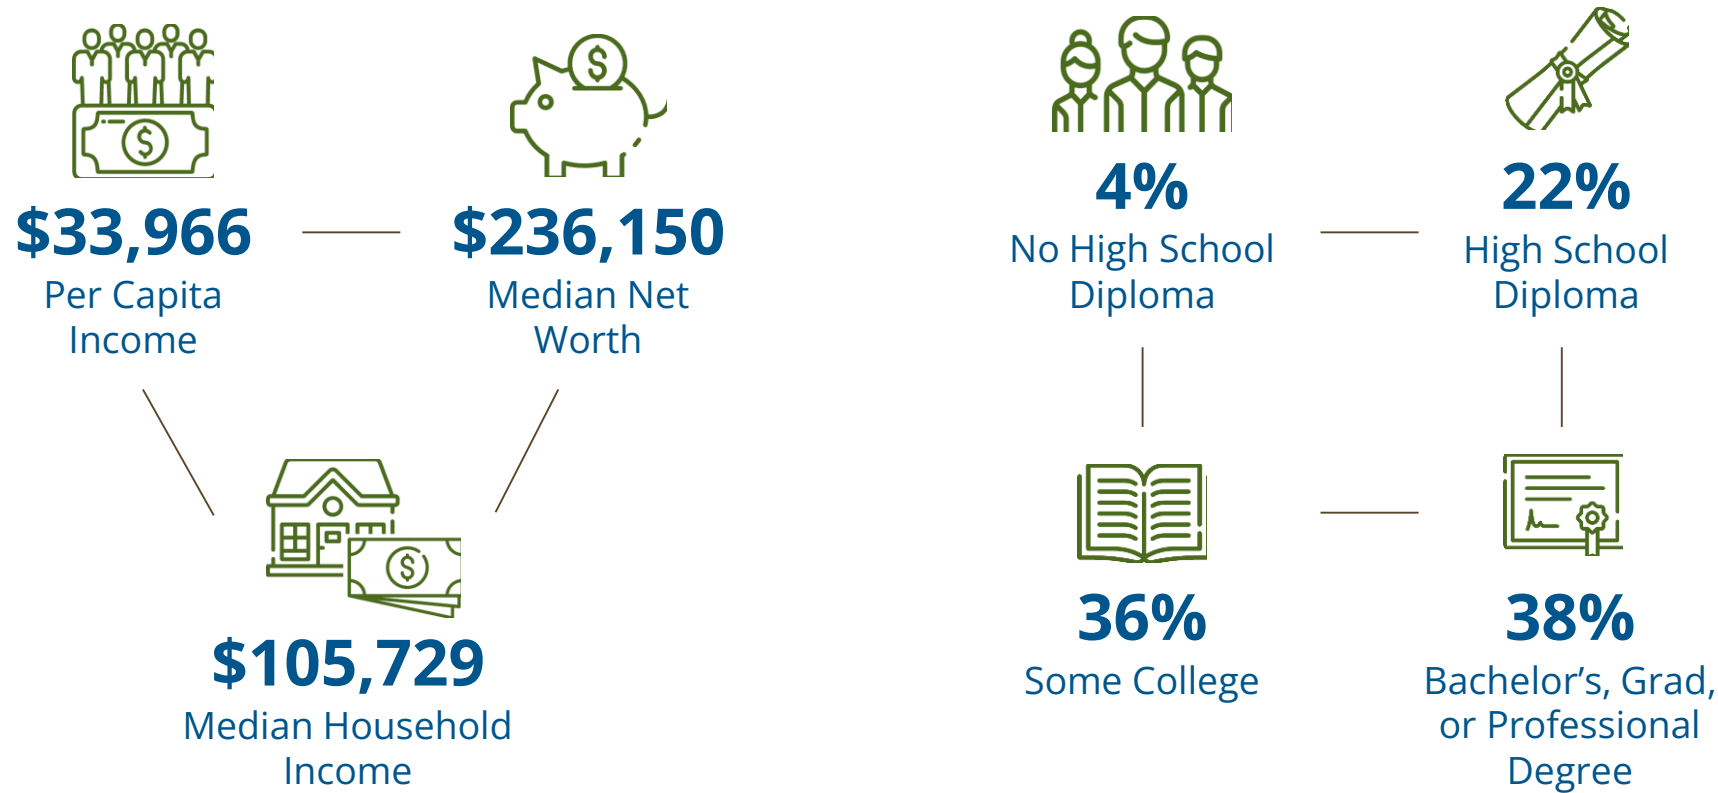 $33,966
Per Capita
Income
$236,150
Median Net
Worth
$105,729
Median Household
Income
4%
No High School
Diploma
22%
High School
Diploma
36%
Some College
38%
Bachelor’s, Grad,
or Professional
Degree